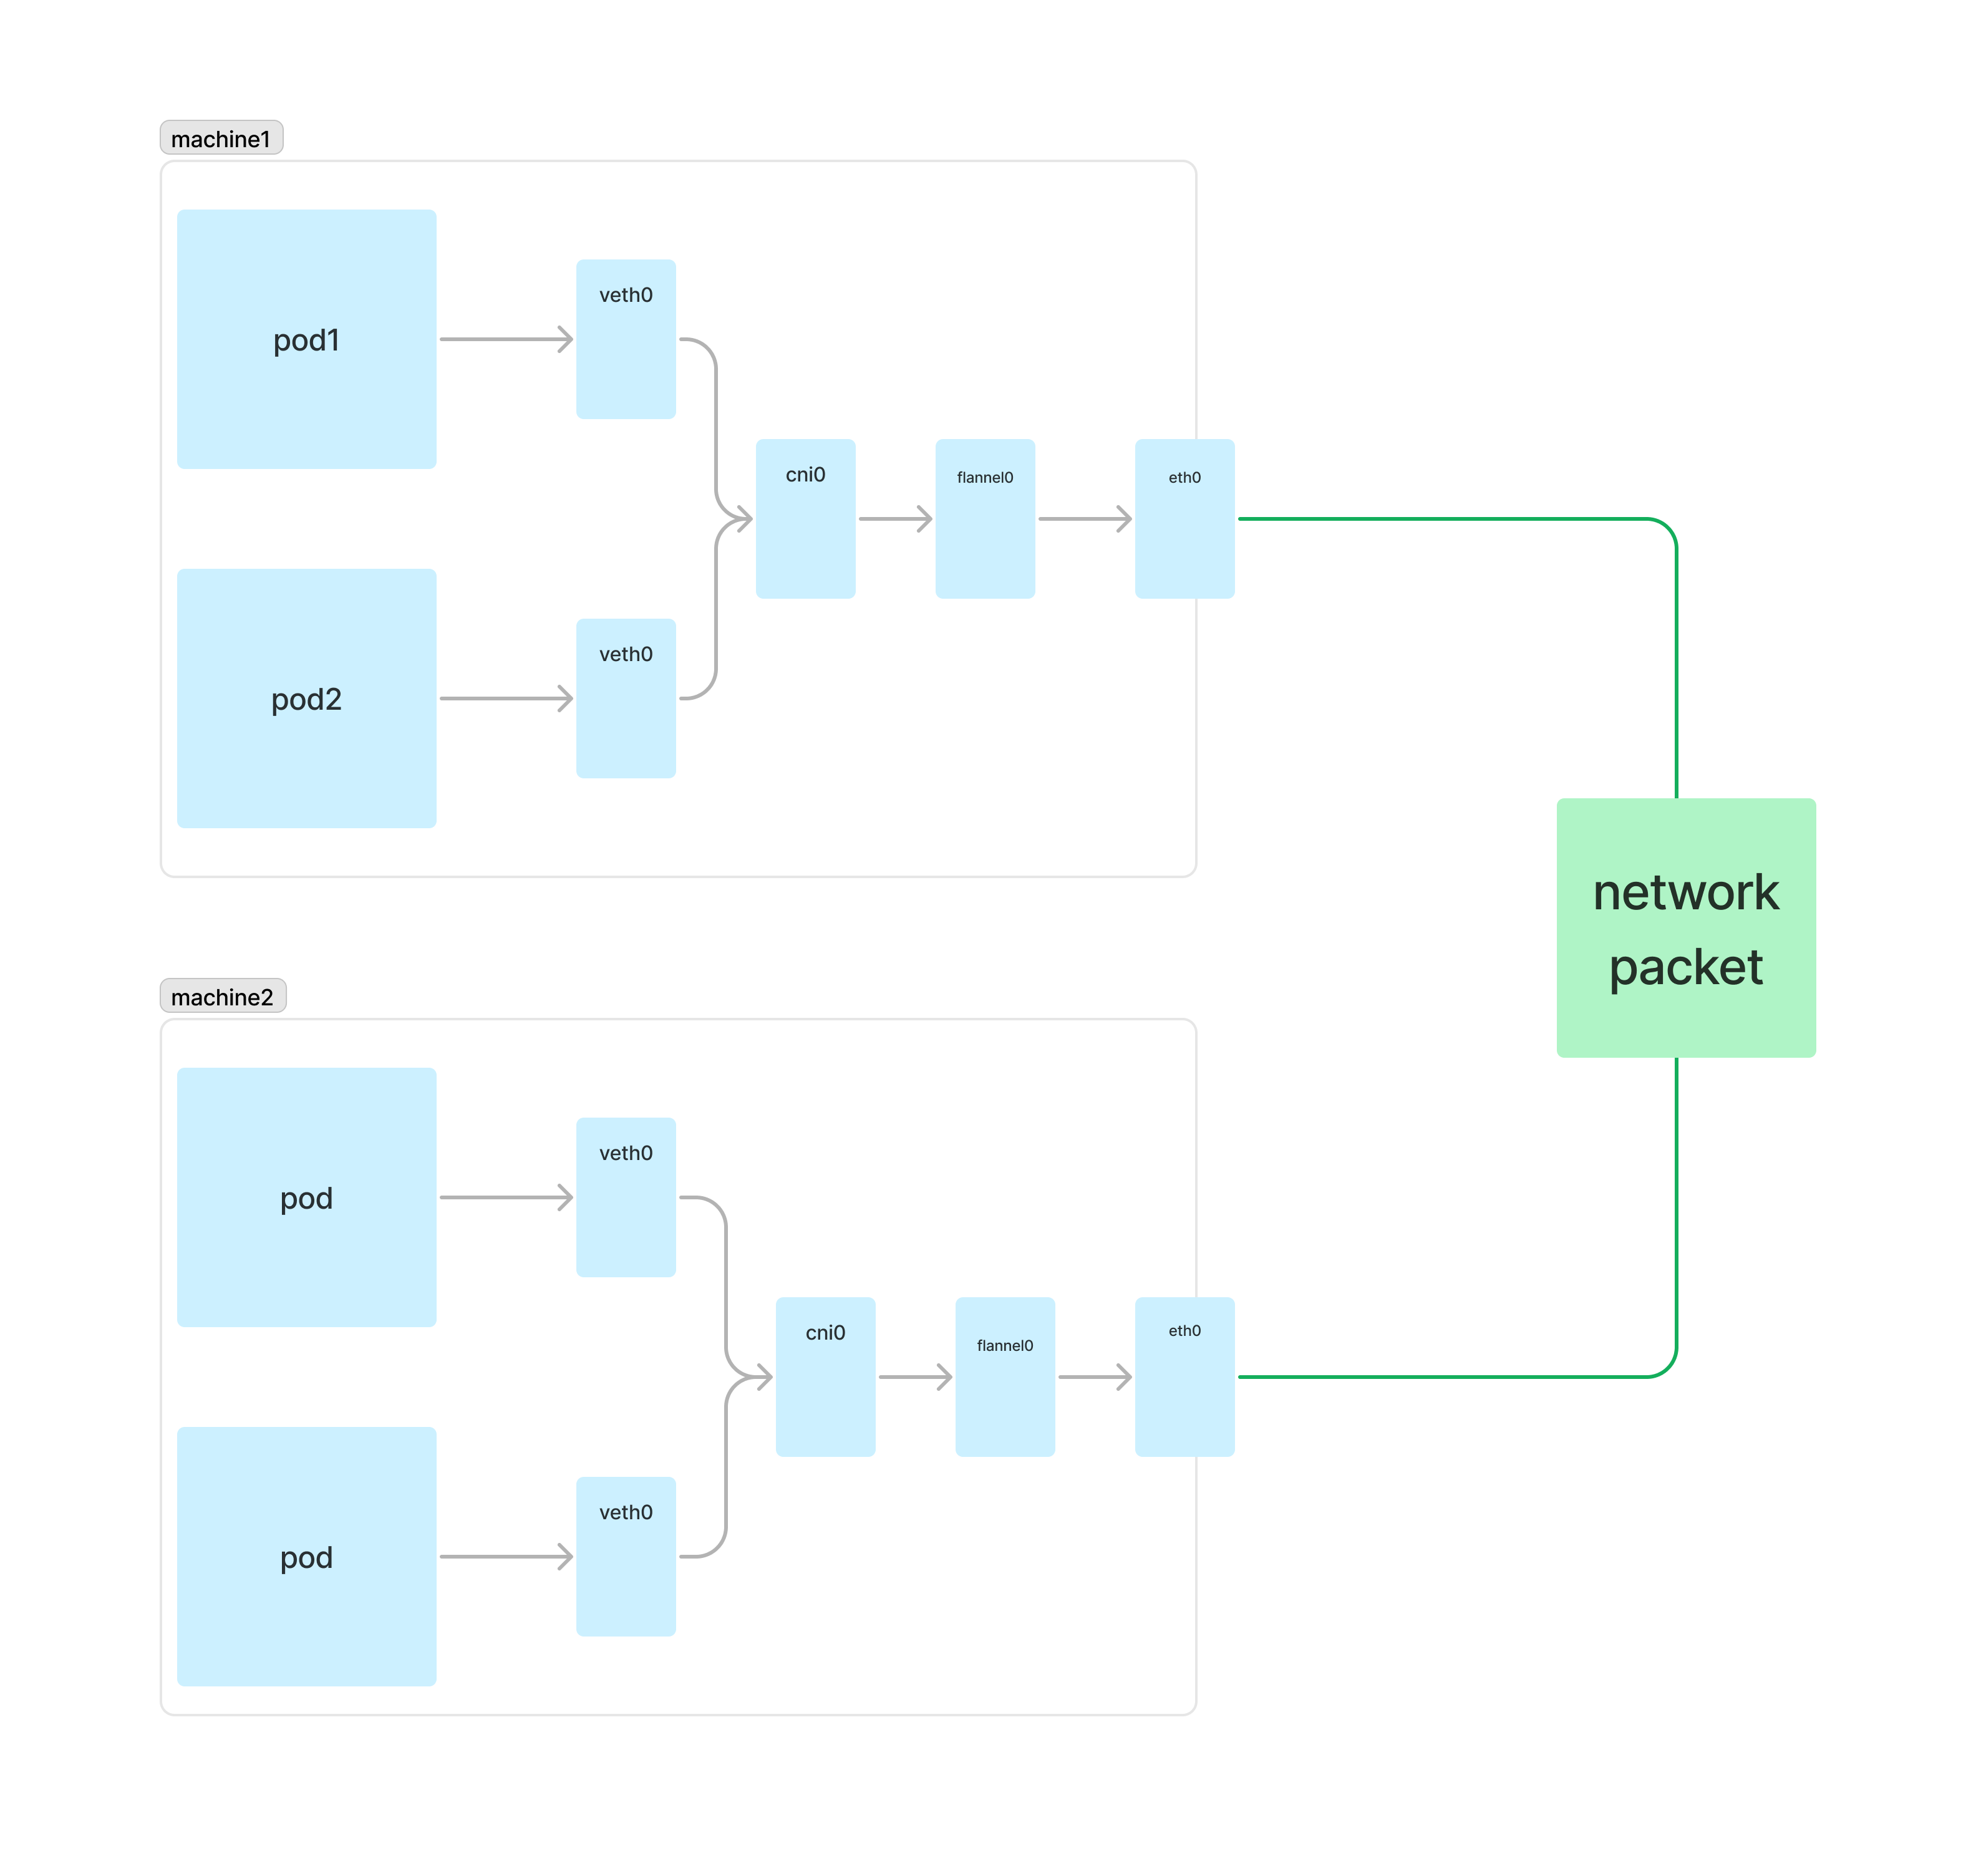 machine1
pod1
veth0
cni0
flannel0
eth0
pod2
veth0
network
packet
machine2
pod
veth0
cni0
flannel0
eth0
pod
veth0